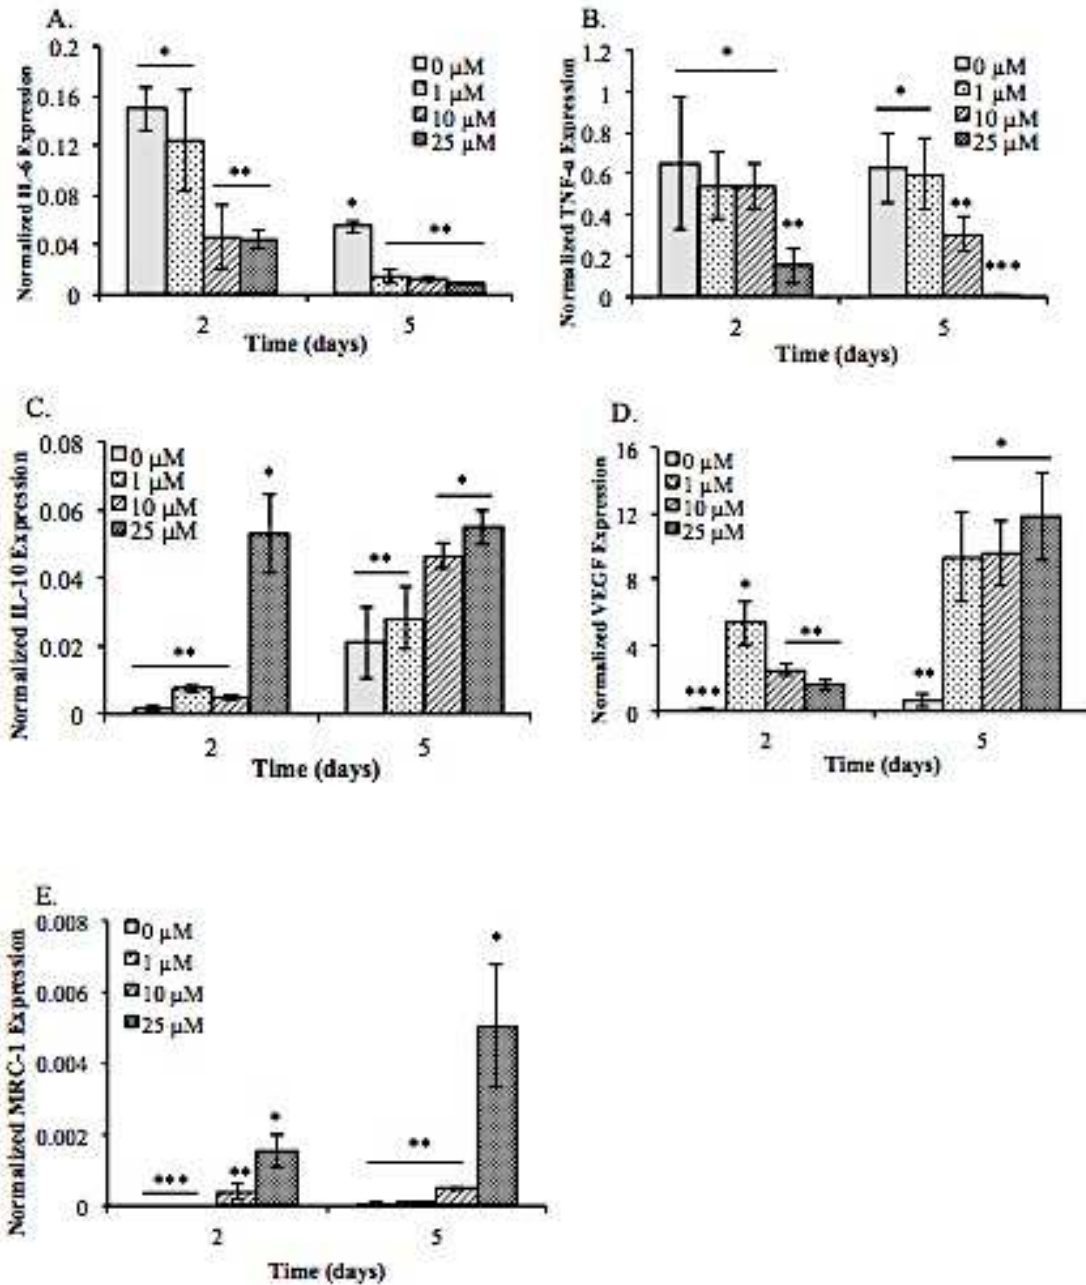 A.
Normalized IL-6 Expression
0.2
0.16
0.12
0.08
0.04
0
*
**
*
**
0 µM
1 µM
10 µM
25 µM
2
5
Time (days)
B.
Normalized TNF-α Expression
1.2
1
0.8
0.6
0.4
0.2
0
*
**
*
**
***
0 µM
1 µM
10 µM
25 µM
2
5
Time (days)
C.
Normalized IL-10 Expression
0.08
0.06
0.04
0.02
0
0 µM
1 µM
10 µM
25 µM
**
*
**
*
2
5
Time (days)
D.
Normalized VEGF Expression
16
12
8
4
0
0 µM
1 µM
10 µM
25 µM
***
*
**
**
*
2
5
Time (days)
E.
Normalized MRC-1 Expression
0.008
0.006
0.004
0.002
0
0 µM
1 µM
10 µM
25 µM
***
**
*
**
*
2
5
Time (days)